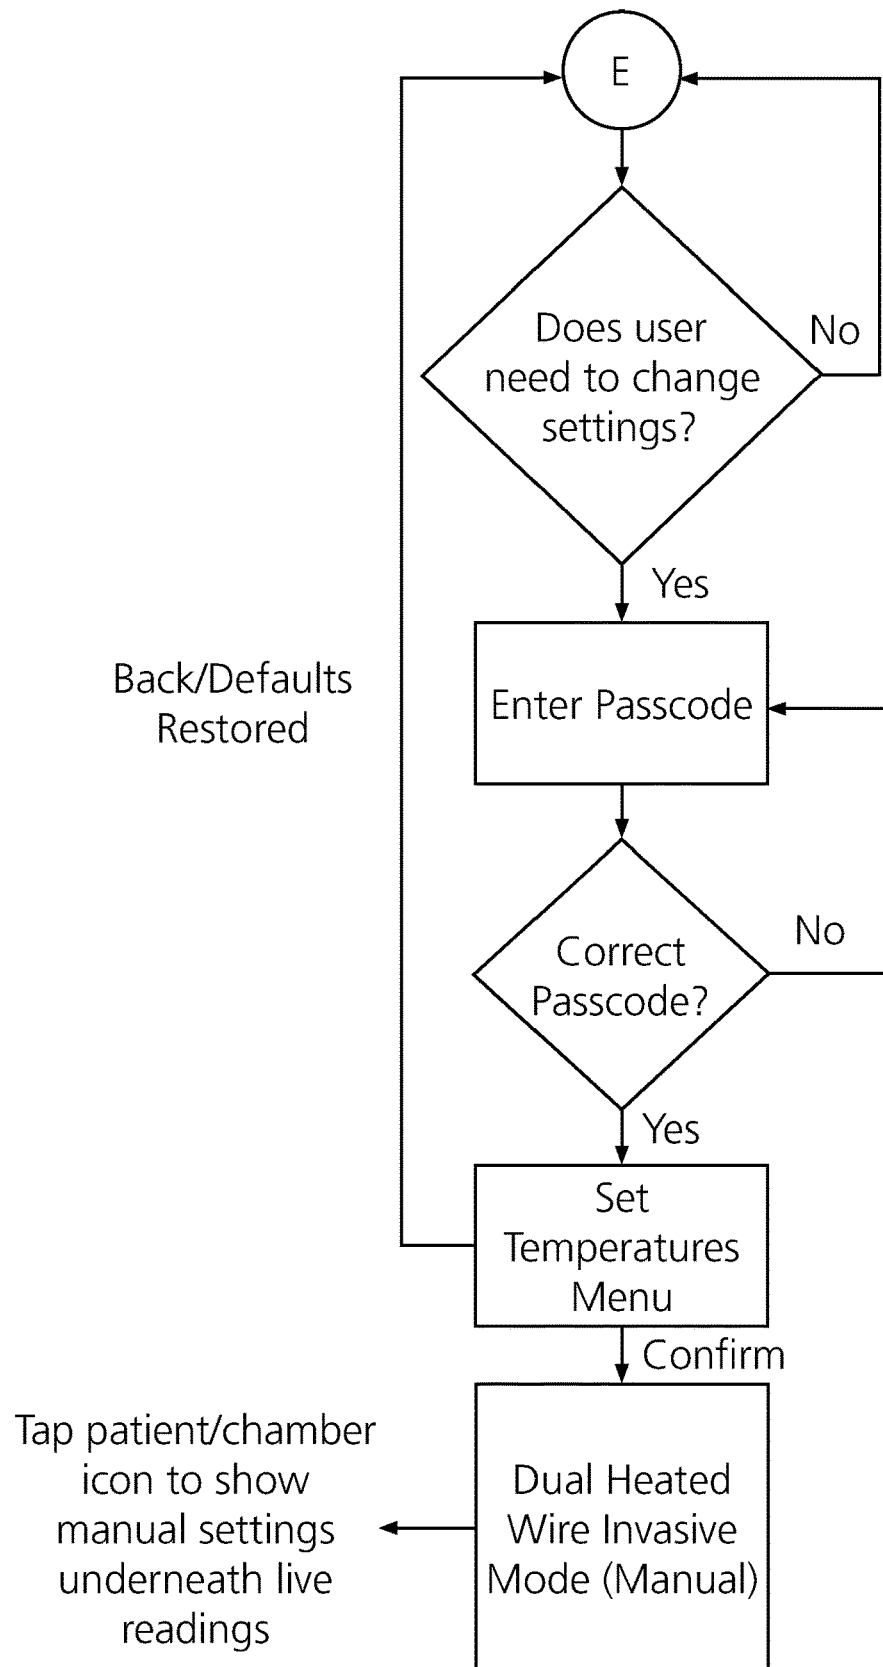 E
Does user
need to change
settings?
No
Yes
Enter Passcode
Back/Defaults
Restored
Correct
Passcode?
No
Yes
Set
Temperatures
Menu
Confirm
Tap patient/chamber
icon to show
manual settings
underneath live
readings
Dual Heated
Wire Invasive
Mode (Manual)